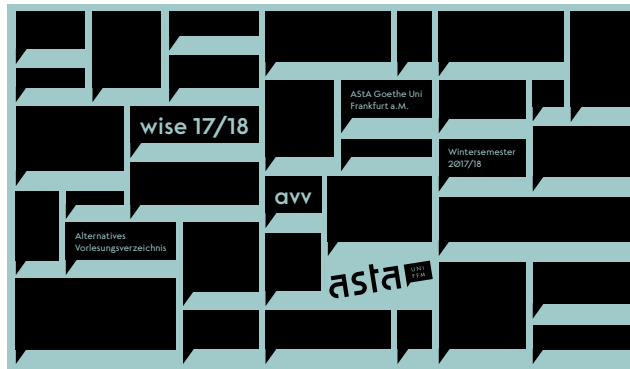 AStA Goethe Uni
Frankfurt a.M.
wise 17/18
Wintersemester
2017/18
avv
Alternatives
Vorlesungsverzeichnis
asta
UNI
FFM